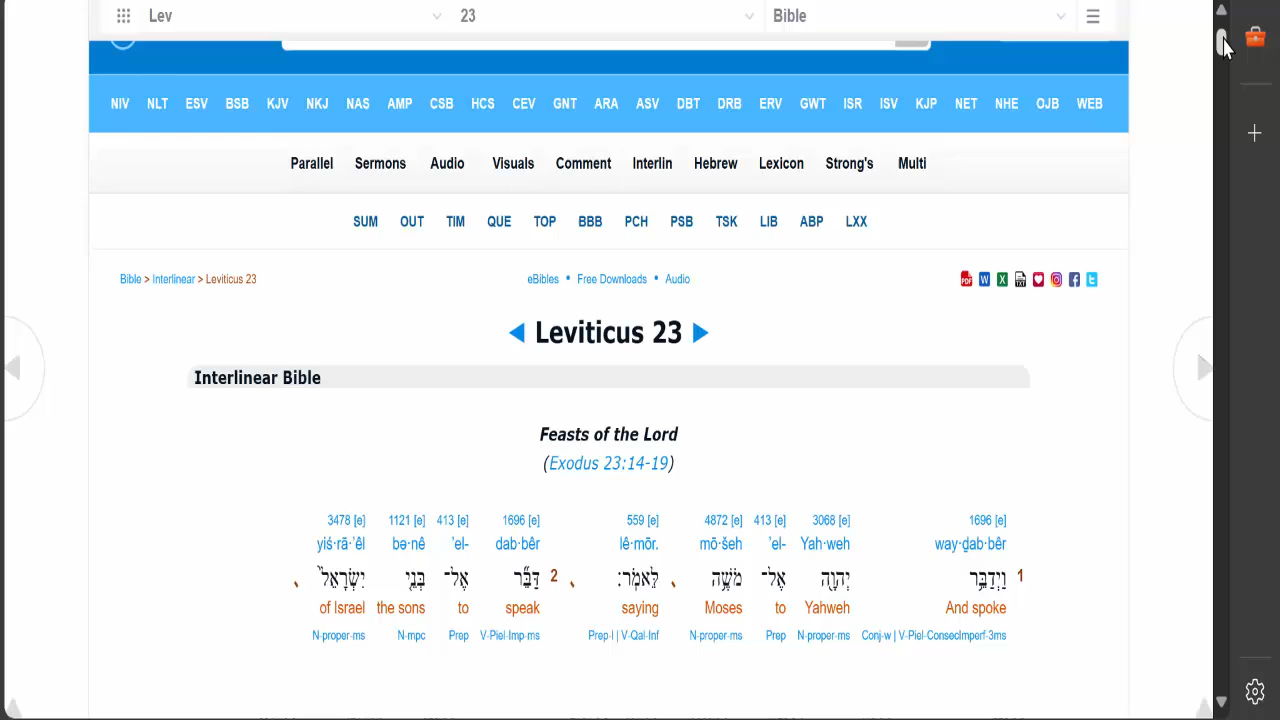 Lev 23 Bible
NIV NLT ESV BSB KJV NKJ NAS AMP CSB HCS CEV GNT ARA ASV DBT DRB ERV GWT ISR ISV KJP NET NHE OJB WEB
Parallel Sermons Audio Visuals Comment Interlin Hebrew Lexicon Strong's Multi
SUM OUT TIM QUE TOP BBB PCH PSB TSK LIB ABP LXX
Bible > Interlinear > Leviticus 23 eBibles • Free Downloads • Audio
◄ Leviticus 23 ►
Interlinear Bible
Feasts of the Lord
(Exodus 23:14-19)
3478 [e] 1121 [e] 413 [e] 1696 [e] 559 [e] 4872 [e] 413 [e] 3068 [e] 1696 [e]
yiś·rā·’êl bə·nê ’el- dab·bêr lê·mōr. mō·šeh ’el- Yah·weh way·ḏab·bêr
1 וַיְדַבֵּ֥ר יְהוָ֖ה אֶל־ מֹשֶׁ֥ה לֵּאמֹֽר׃ 2 דַּבֵּ֞ר אֶל־ בְּנֵ֤י יִשְׂרָאֵל֙
of Israel the sons to speak saying Moses to Yahweh And spoke
N‑proper‑ms N‑mpc Prep V‑Piel‑Imp‑ms Prep‑l | V‑Qal‑Inf N‑proper‑ms Prep N‑proper‑ms Conj‑w | V‑Piel‑ConsecImperf‑3ms